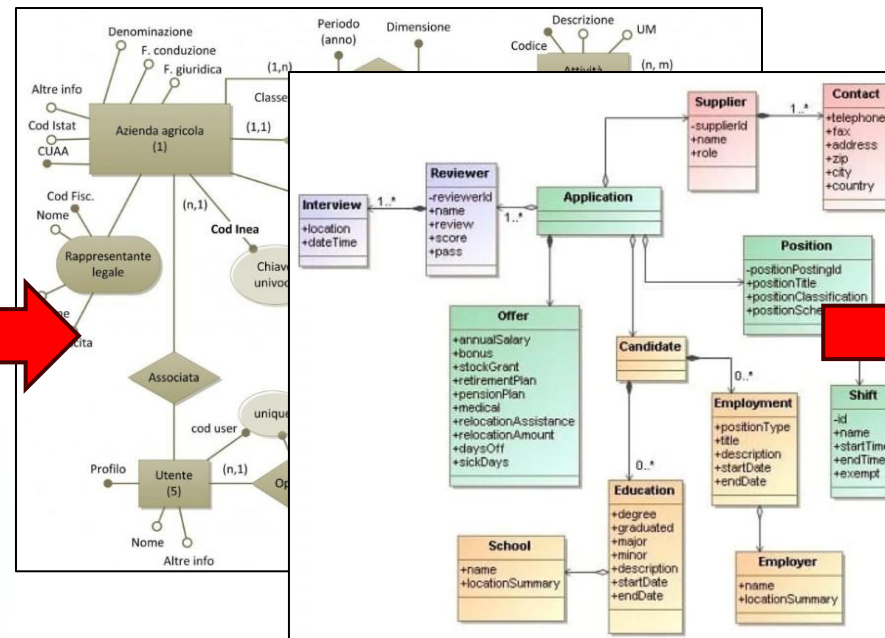 Denominazione
F. conduzione
F. giuridica
Altre info
Cod Istat
CUAA
Azienda agricola
(1)
(1,n)
(1,1)
Classe
Periodo
(anno)
Dimensione
Descrizione
UM
Codice
Attività
(n, m)
Cod Fisc.
Nome
Rappresentante
legale
(n,1)
Cod Inea
Associata
cod user
Profilo
Utente
(5)
(n,1)
Nome
Altre info
Interview
+location
+dateTime
1..*
Reviewer
-reviewerId
+name
+review
+score
+pass
1..*
Application
Supplier
-supplierId
+name
+role
1..*
Contact
+telephone
+fax
+address
+zip
+city
+country
Position
-positionPostingId
+positionTitle
+positionClassification
Offer
+annualSalary
+bonus
+stockGrant
+retirementPlan
+pensionPlan
+medical
+relocationAssistance
+relocationAmount
+daysOff
+sickDays
Candidate
0..*
0..*
Employment
+positionType
+title
+description
+startDate
+endDate
Shift
-id
+name
+startTime
+endTime
+exempt
Education
+degree
+graduated
+major
+minor
+description
+startDate
+endDate
School
+name
+locationSummary
Employer
+name
+locationSummary